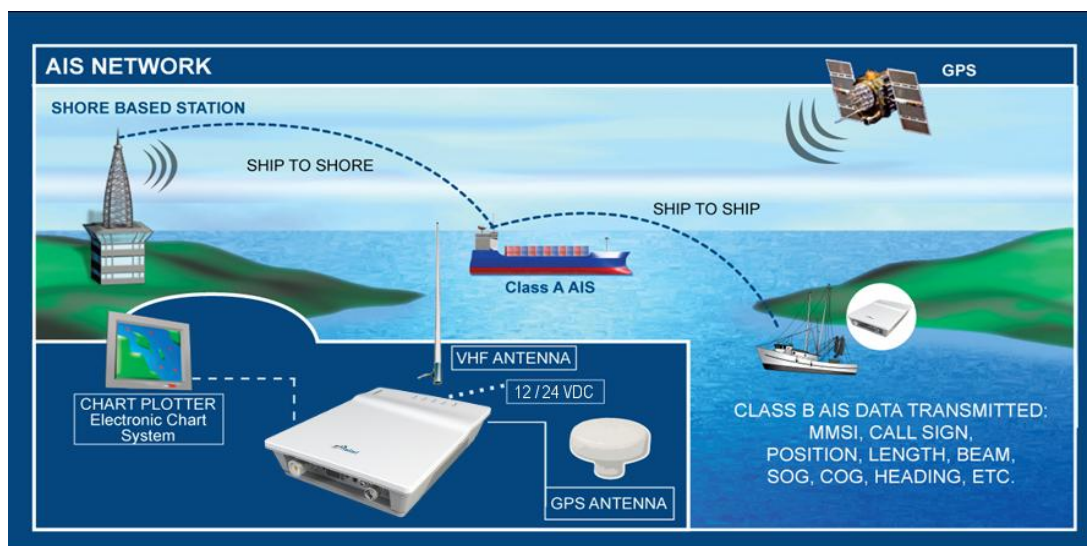 AIS NETWORK
GPS
SHORE BASED STATION
SHIP TO SHORE
SHIP TO SHIP
Class A AIS
VHF ANTENNA
12 / 24 VDC
CHART PLOTTER
Electronic Chart
System
GPS ANTENNA
CLASS B AIS DATA TRANSMITTED:
MMSI, CALL SIGN,
POSITION, LENGTH, BEAM,
SOG, COG, HEADING, ETC.